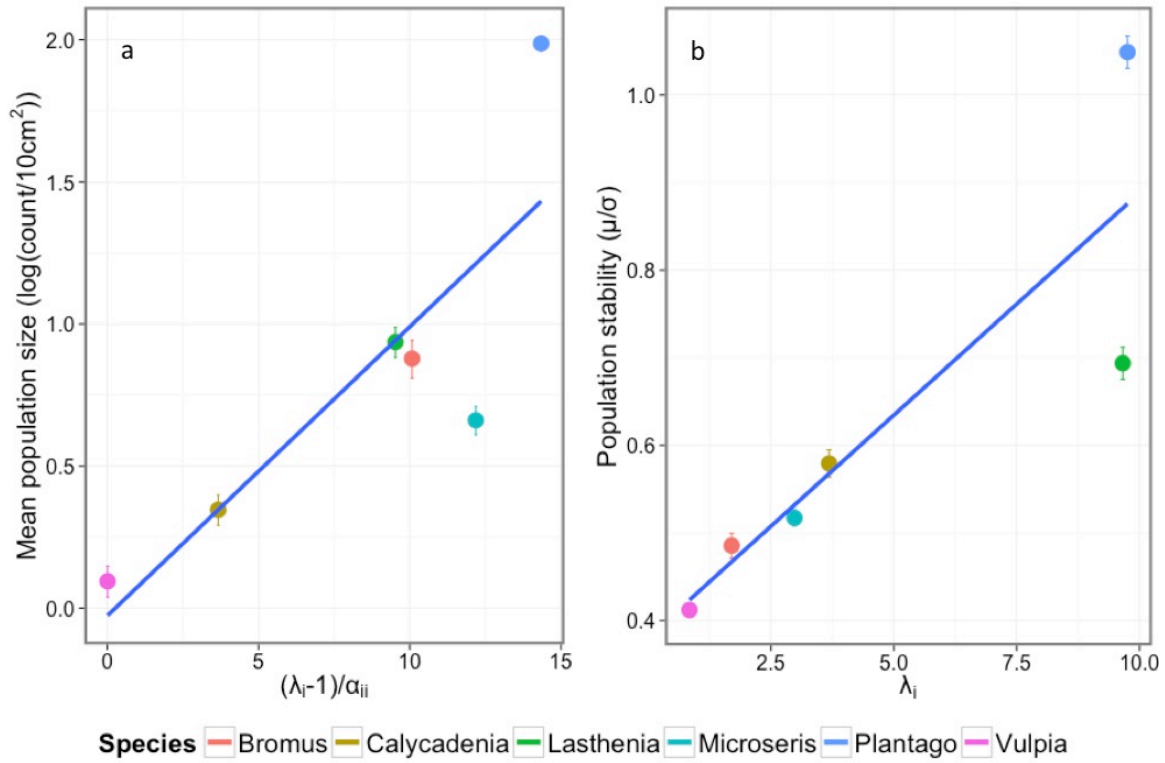 a
Mean population size (log(count/10cm²))
2.0
1.5
1.0
0.5
0.0
0 5 10 15
(λᵢ-1)/αᵢᵢ
b
Population stability (μ/σ)
1.0
0.8
0.6
0.4
2.5 5.0 7.5 10.0
λᵢ
Species Bromus Calycadenia Lasthenia Microseris Plantago Vulpia